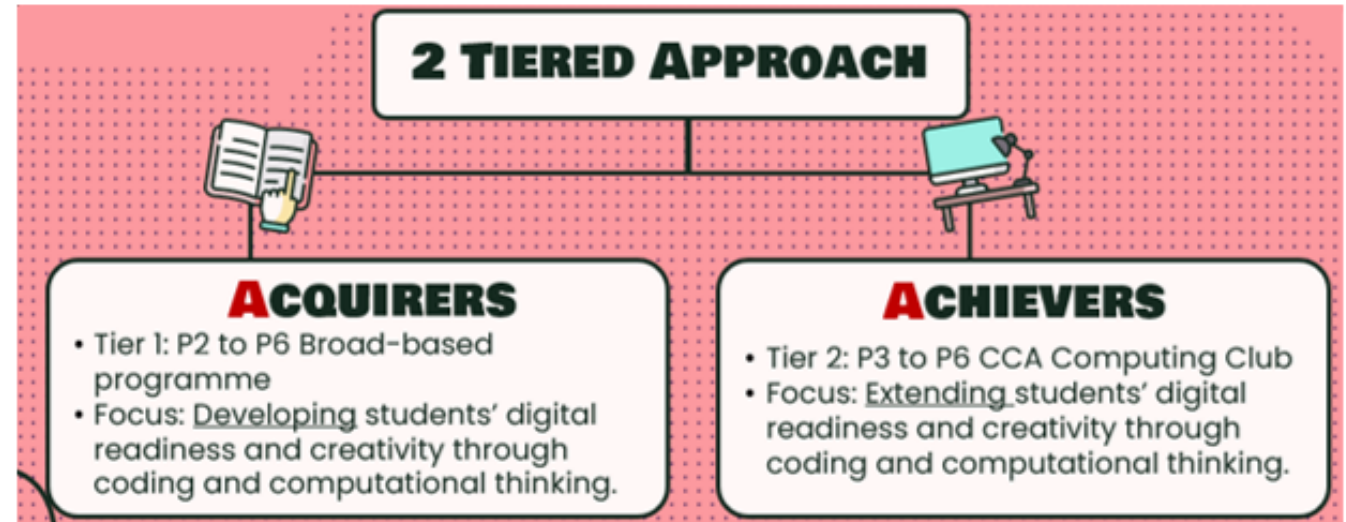 2 TIERED APPROACH
ACQUIRERS
• Tier 1: P2 to P6 Broad-based
programme
• Focus: Developing students’ digital
readiness and creativity through
coding and computational thinking.
ACHIEVERS
• Tier 2: P3 to P6 CCA Computing Club
• Focus: Extending students’ digital
readiness and creativity through
coding and computational thinking.